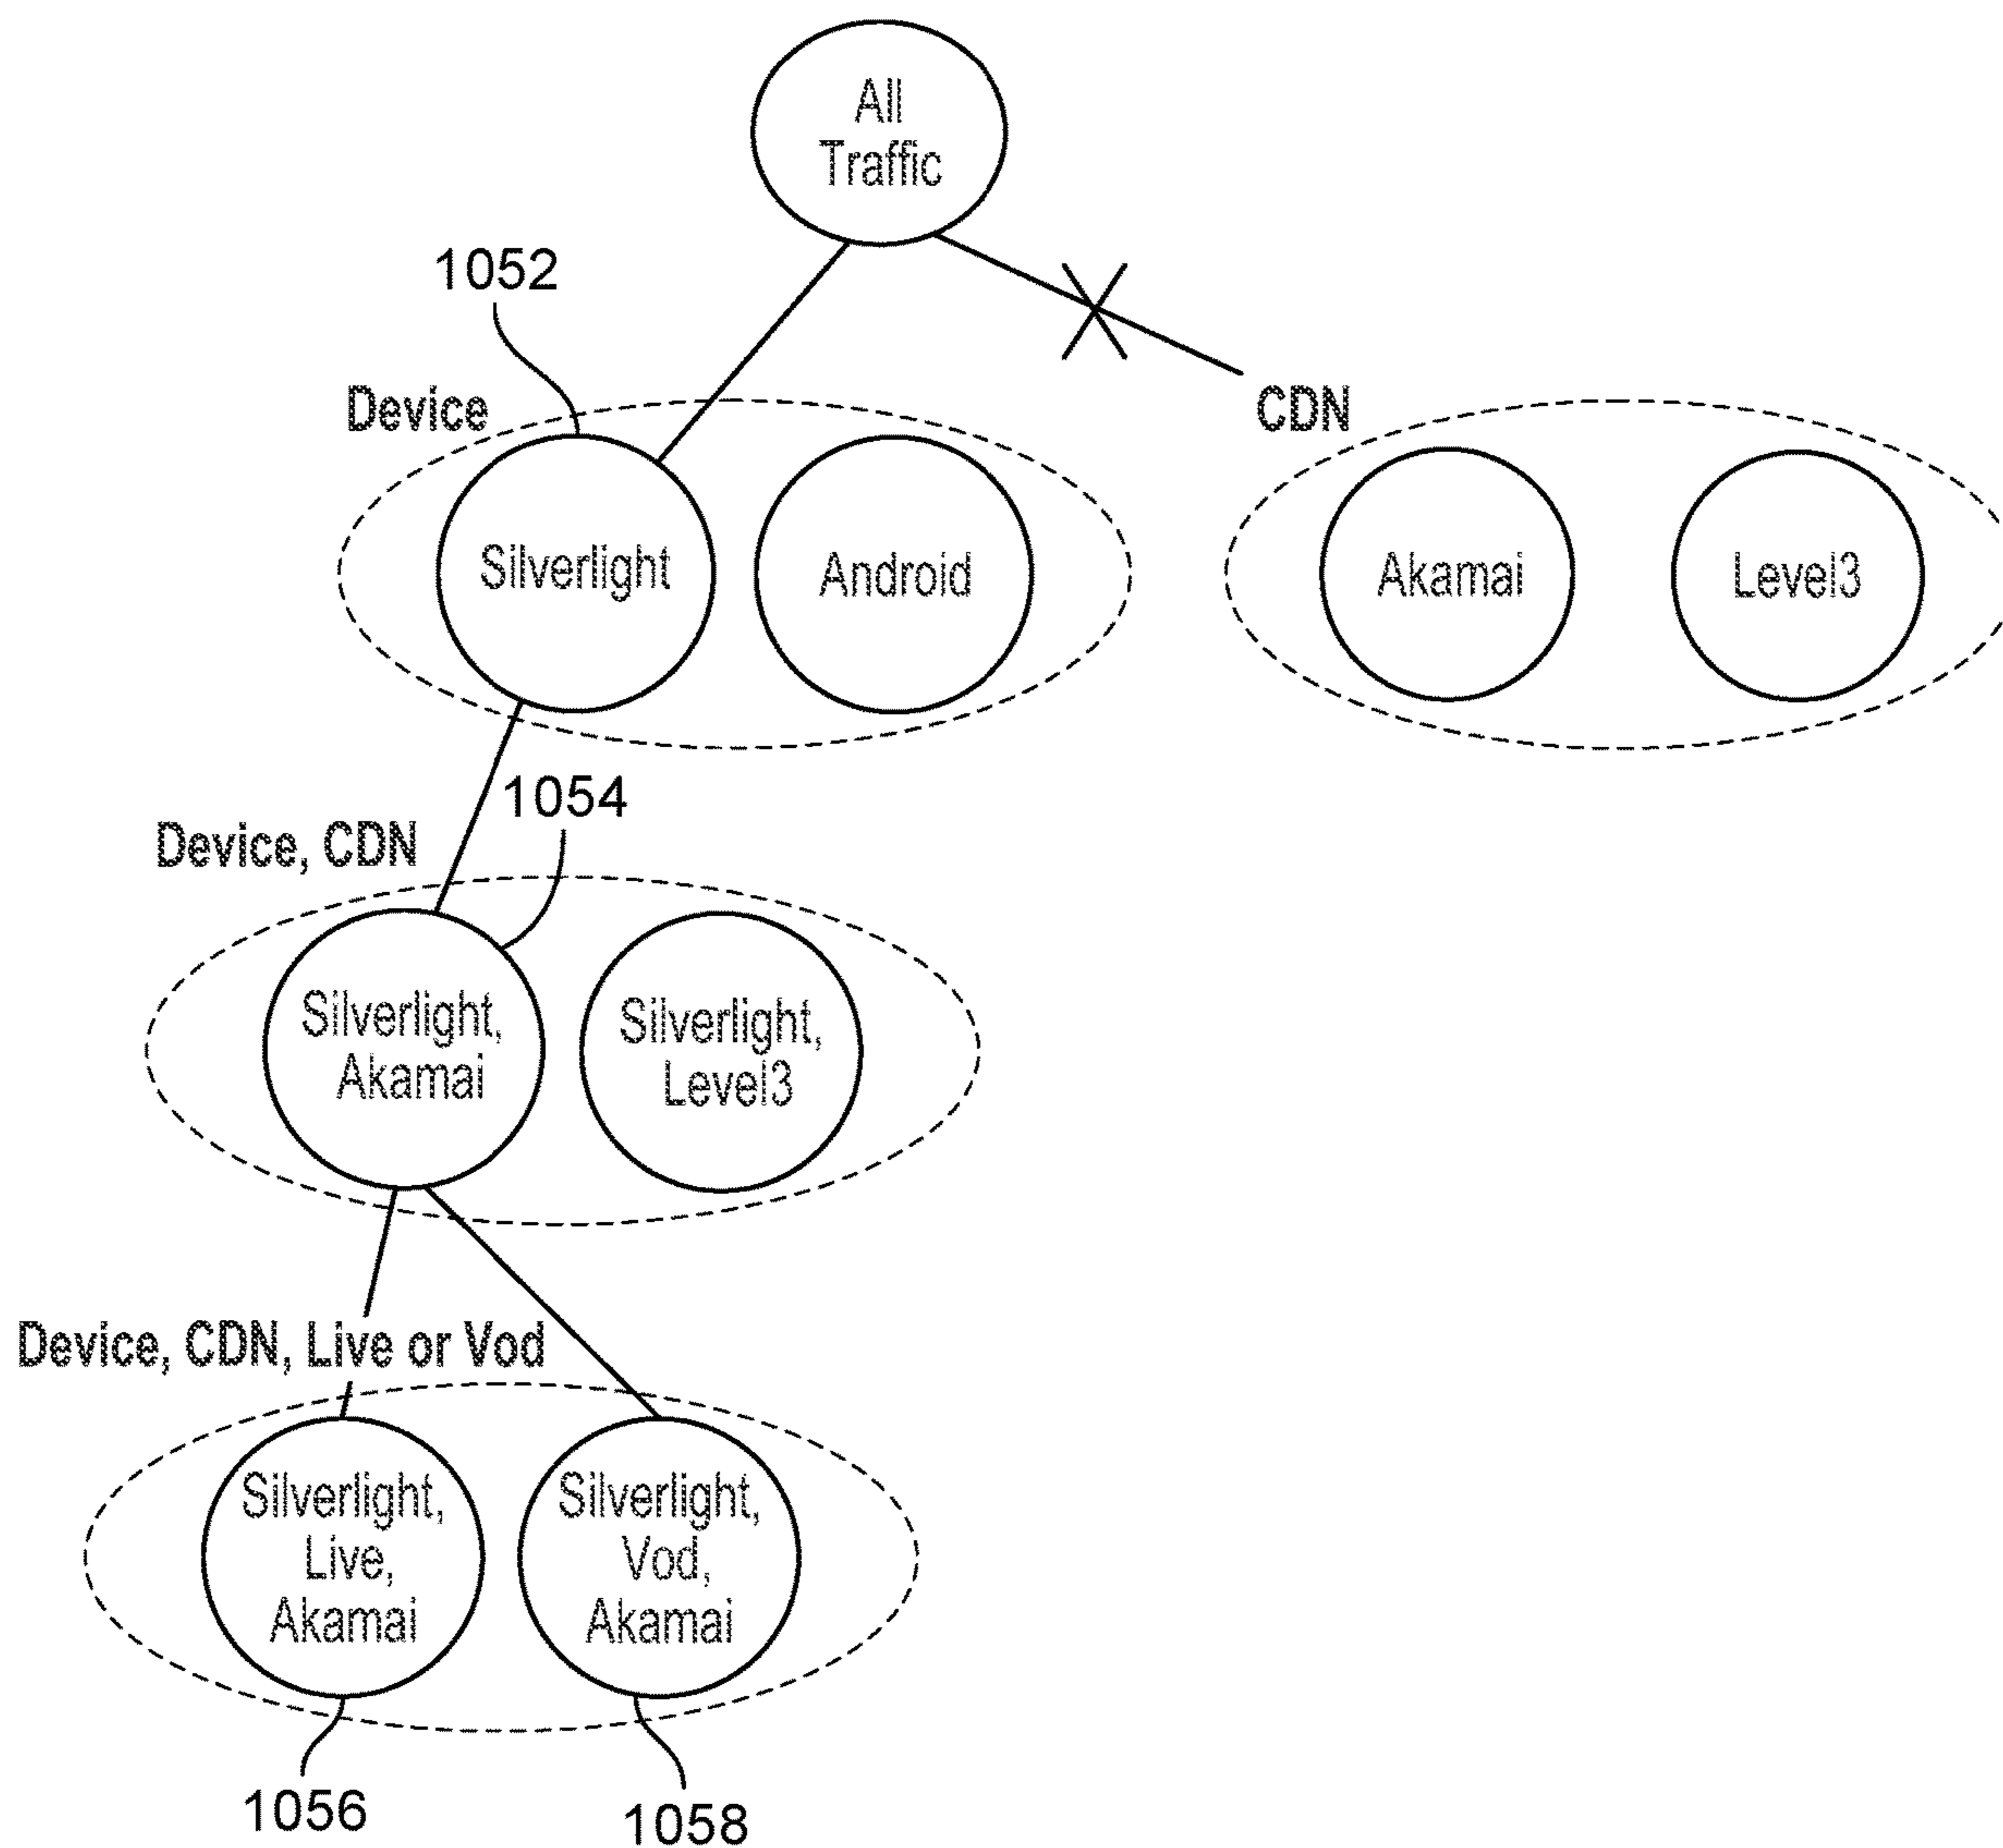 All
Traffic
1052
Device
CDN
Silverlight
Android
Akamai
Level3
1054
Device, CDN
Silverlight,
Akamai
Silverlight,
Level3
Device, CDN, Live or Vod
Silverlight,
Live,
Akamai
Silverlight,
Vod,
Akamai
1056
1058